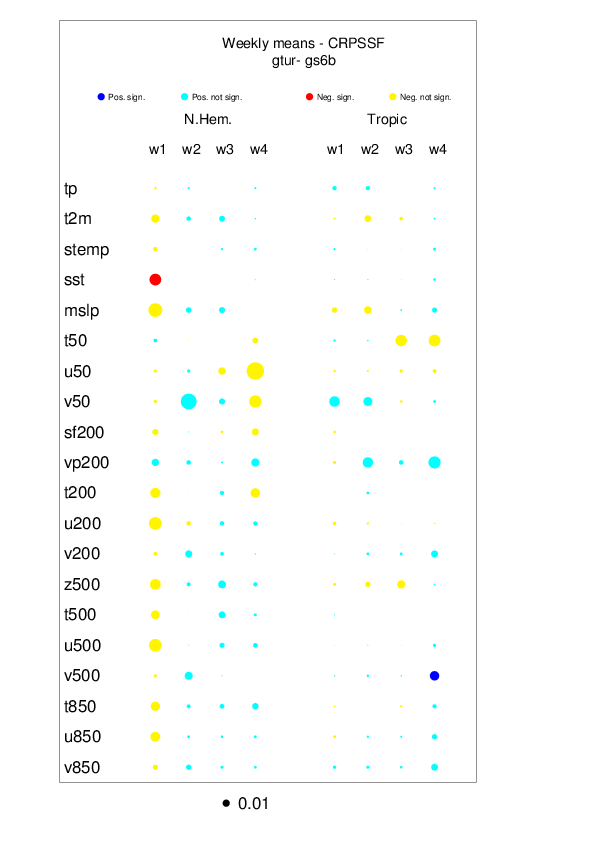 Weekly means - CRPSSF
gtur- gs6b
Pos. sign. Pos. not sign. Neg. sign. Neg. not sign.
N.Hem. Tropic
w1 w2 w3 w4 w1 w2 w3 w4
tp
t2m
stemp
sst
mslp
t50
u50
v50
sf200
vp200
t200
u200
v200
z500
t500
u500
v500
t850
u850
v850
0.01